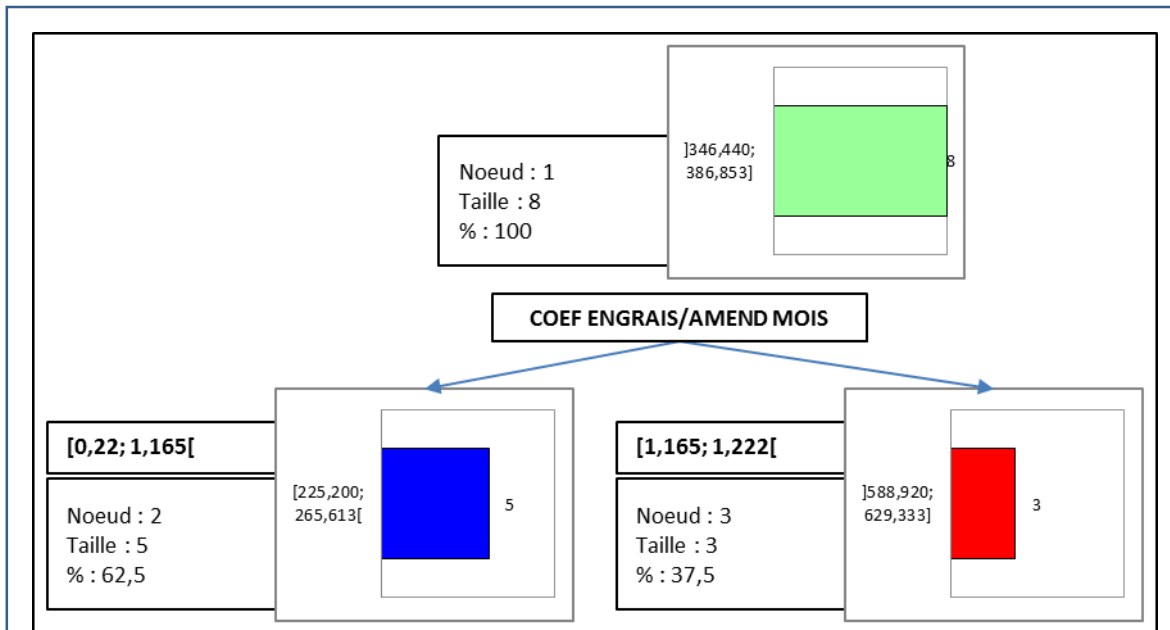 ]346,440;
386,853]
8
Noeud : 1
Taille : 8
% : 100
COEF ENGRAIS/AMEND MOIS
[0,22; 1,165[
[225,200;
265,613[
5
Noeud : 2
Taille : 5
% : 62,5
[1,165; 1,222[
]588,920;
629,333]
3
Noeud : 3
Taille : 3
% : 37,5